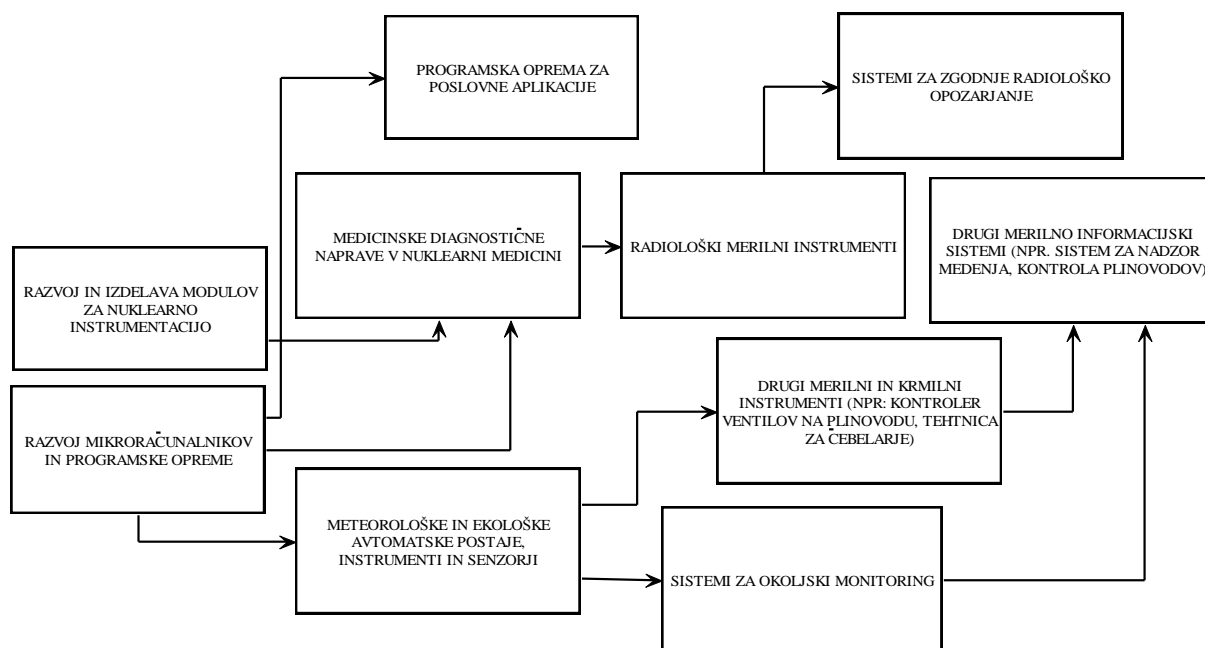 PROGRAMSKA OPREMA ZA
POSLOVNE APLIKACIJE
SISTEMI ZA ZGODNJE RADIOLOŠKO
OPOZARJANJE
MEDICINSKE DIAGNOSTIČNE
NAPRAVE V NUKLEARNI MEDICINI
RADIOLOŠKI MERILNI INSTRUMENTI
DRUGI MERILNO INFORMACIJSKI
SISTEMI (NPR. SISTEM ZA NADZOR
MEDENJA, KONTROLA PLINOVODOV)
RAZVOJ IN IZDELAVA MODULOV
ZA NUKLEARNO
INSTRUMENTACIJO
DRUGI MERILNI IN KRMILNI
INSTRUMENTI (NPR: KONTROLER
VENTILOV NA PLINOVODU, TEHTNICA
ZA ČEBELARJE)
RAZVOJ MIKRORAČUNALNIKOV
IN PROGRAMSKE OPREME
METEOROLOŠKE IN EKOLOŠKE
AVTOMATSKE POSTAJE,
INSTRUMENTI IN SENZORJI
SISTEMI ZA OKOLJSKI MONITORING